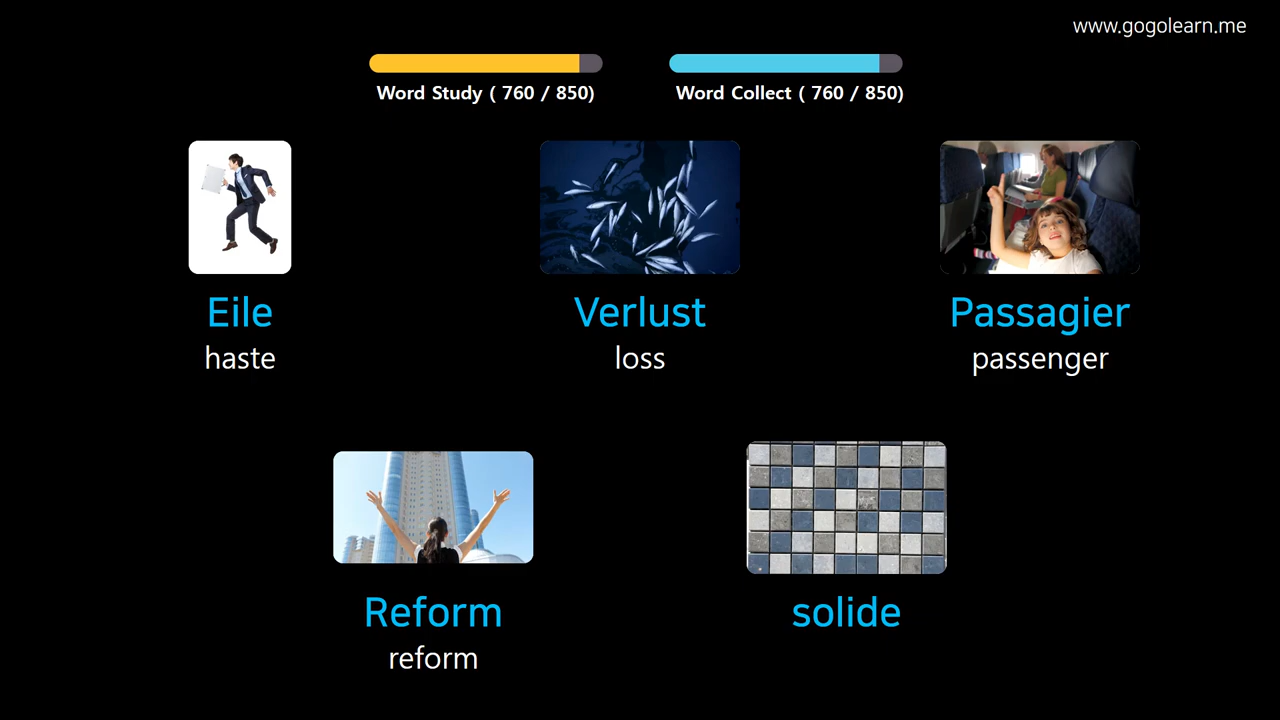 www.gogolearn.me
Word Study ( 760 / 850)
Word Collect ( 760 / 850)
Eile
haste
Verlust
loss
Passagier
passenger
Reform
reform
solide